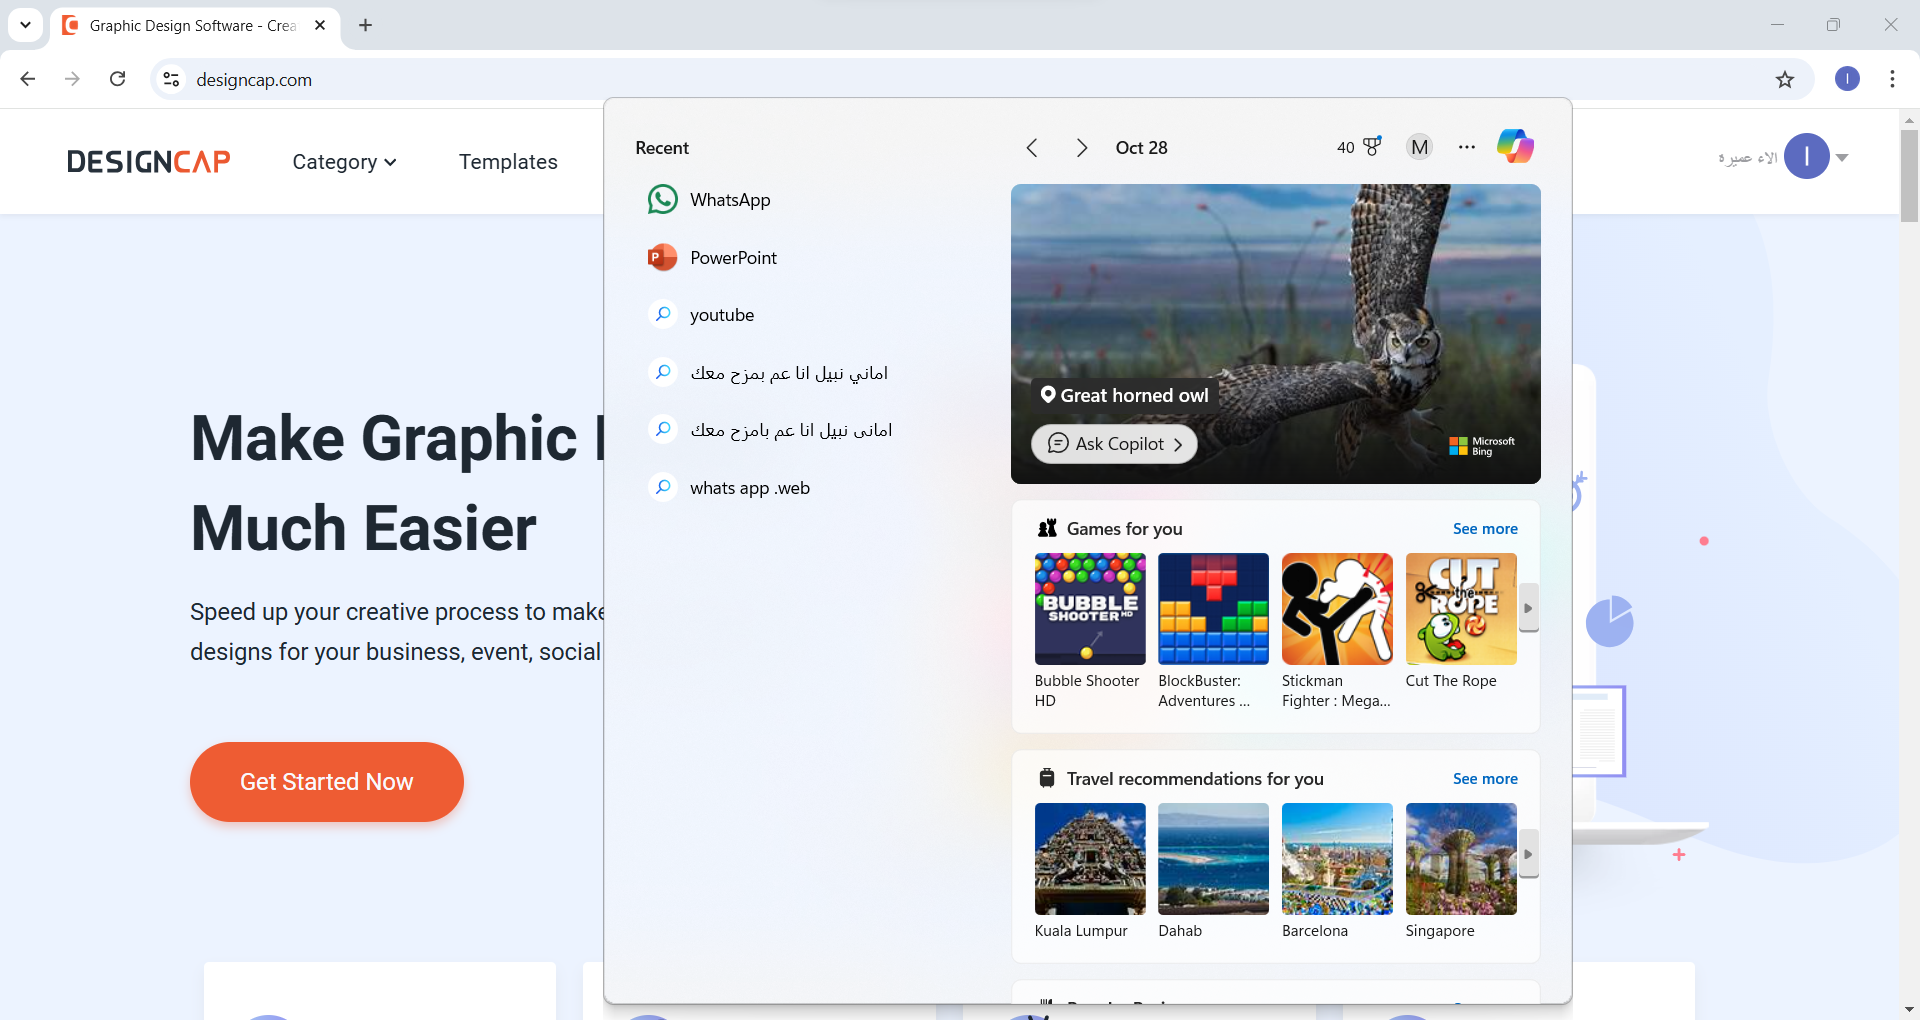 Graphic Design Software - Crea
designcap.com
DESIGNCAP
Category
Templates
الاء عميرة
I
I
Make Graphic
Much Easier
Speed up your creative process to make
designs for your business, event, social
Get Started Now
Recent
WhatsApp
PowerPoint
youtube
اماني نبيل انا عم بمزح معك
امانى نبيل انا عم بامزح معك
whats app .web
Oct 28
40
M
Great horned owl
Ask Copilot
Microsoft
Bing
Games for you
See more
BUBBLE
SHOOTER HD
CUT
the
ROPE
Bubble Shooter
HD
BlockBuster:
Adventures ...
Stickman
Fighter : Mega...
Cut The Rope
Travel recommendations for you
See more
Kuala Lumpur
Dahab
Barcelona
Singapore